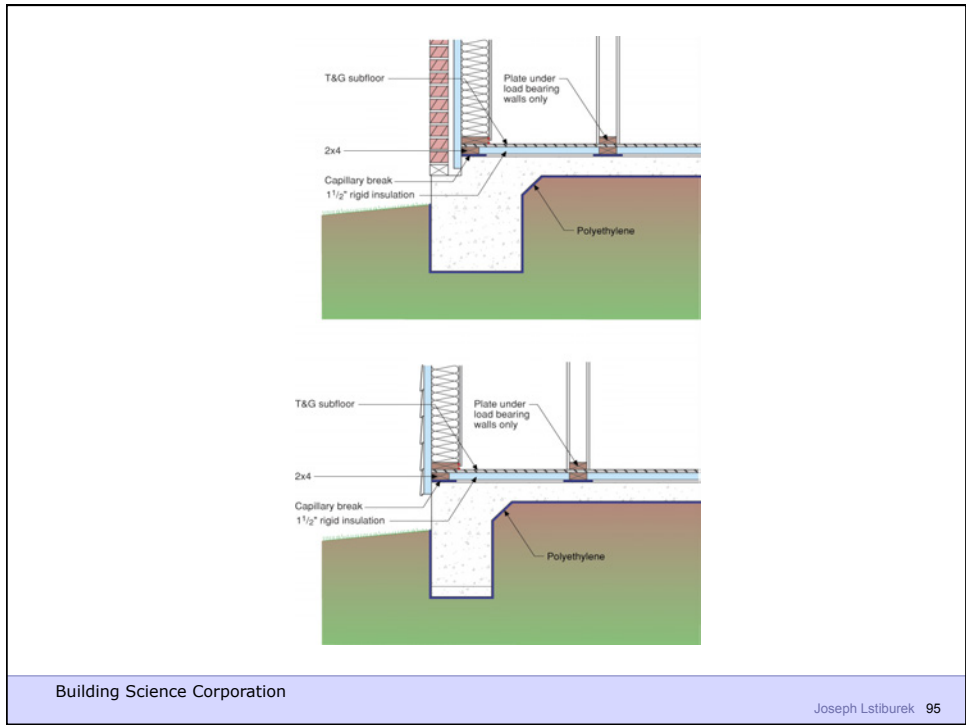 T&G subfloor
Plate under
load bearing
walls only
2x4
Capillary break
1 1/2" rigid insulation
Polyethylene
T&G subfloor
Plate under
load bearing
walls only
2x4
Capillary break
1 1/2" rigid insulation
Polyethylene
Building Science Corporation
Joseph Lstiburek 95